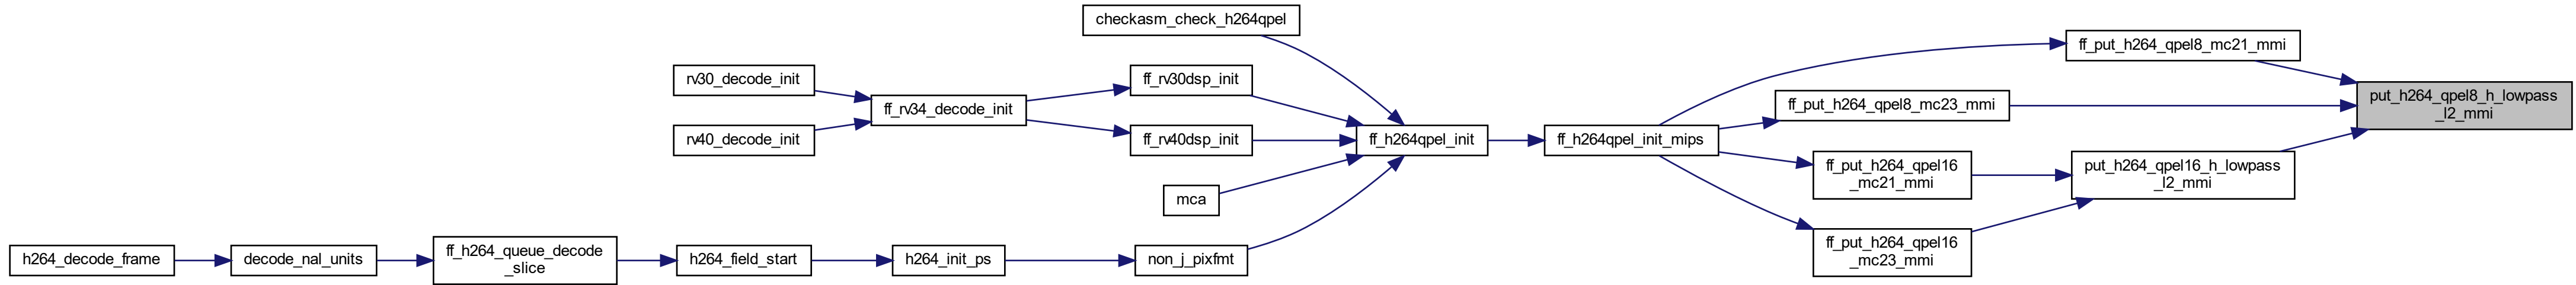 checkasm_check_h264qpel
ff_put_h264_qpel8_mc21_mmi
rv30_decode_init
ff_rv30dsp_init
put_h264_qpel8_h_lowpass
_l2_mmi
ff_rv34_decode_init
ff_put_h264_qpel8_mc23_mmi
rv40_decode_init
ff_rv40dsp_init
ff_h264qpel_init
ff_h264qpel_init_mips
ff_put_h264_qpel16
_mc21_mmi
put_h264_qpel16_h_lowpass
_l2_mmi
mca
h264_decode_frame
decode_nal_units
ff_h264_queue_decode
_slice
h264_field_start
h264_init_ps
non_j_pixfmt
ff_put_h264_qpel16
_mc23_mmi